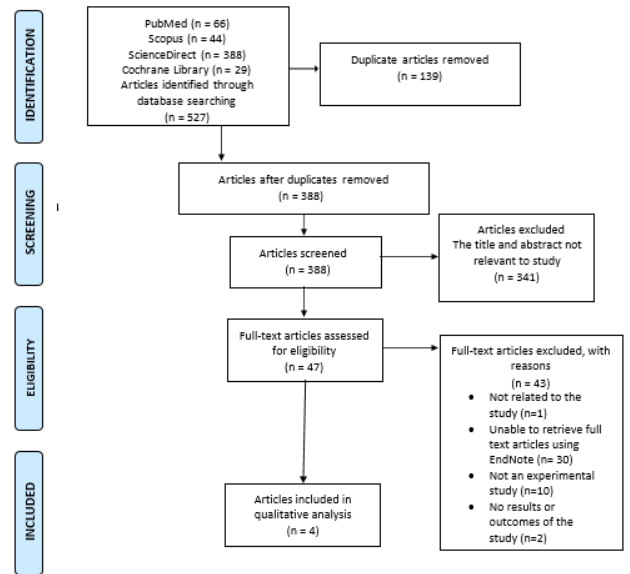 IDENTIFICATION
PubMed (n = 66)
Scopus (n = 44)
ScienceDirect (n = 388)
Cochrane Library (n = 29)
Articles identified through
database searching
(n = 527)
Duplicate articles removed
(n = 139)
SCREENING
Articles after duplicates removed
(n = 388)
Articles screened
(n = 388)
Articles excluded
The title and abstract not
relevant to study
(n = 341)
ELIGIBILITY
Full-text articles assessed
for eligibility
(n = 47)
Full-text articles excluded, with
reasons
(n = 43)
• Not related to the
study (n=1)
• Unable to retrieve full
text articles using
EndNote (n= 30)
• Not an experimental
study (n=10)
• No results or
outcomes of the
study (n=2)
INCLUDED
Articles included in
qualitative analysis
(n = 4)